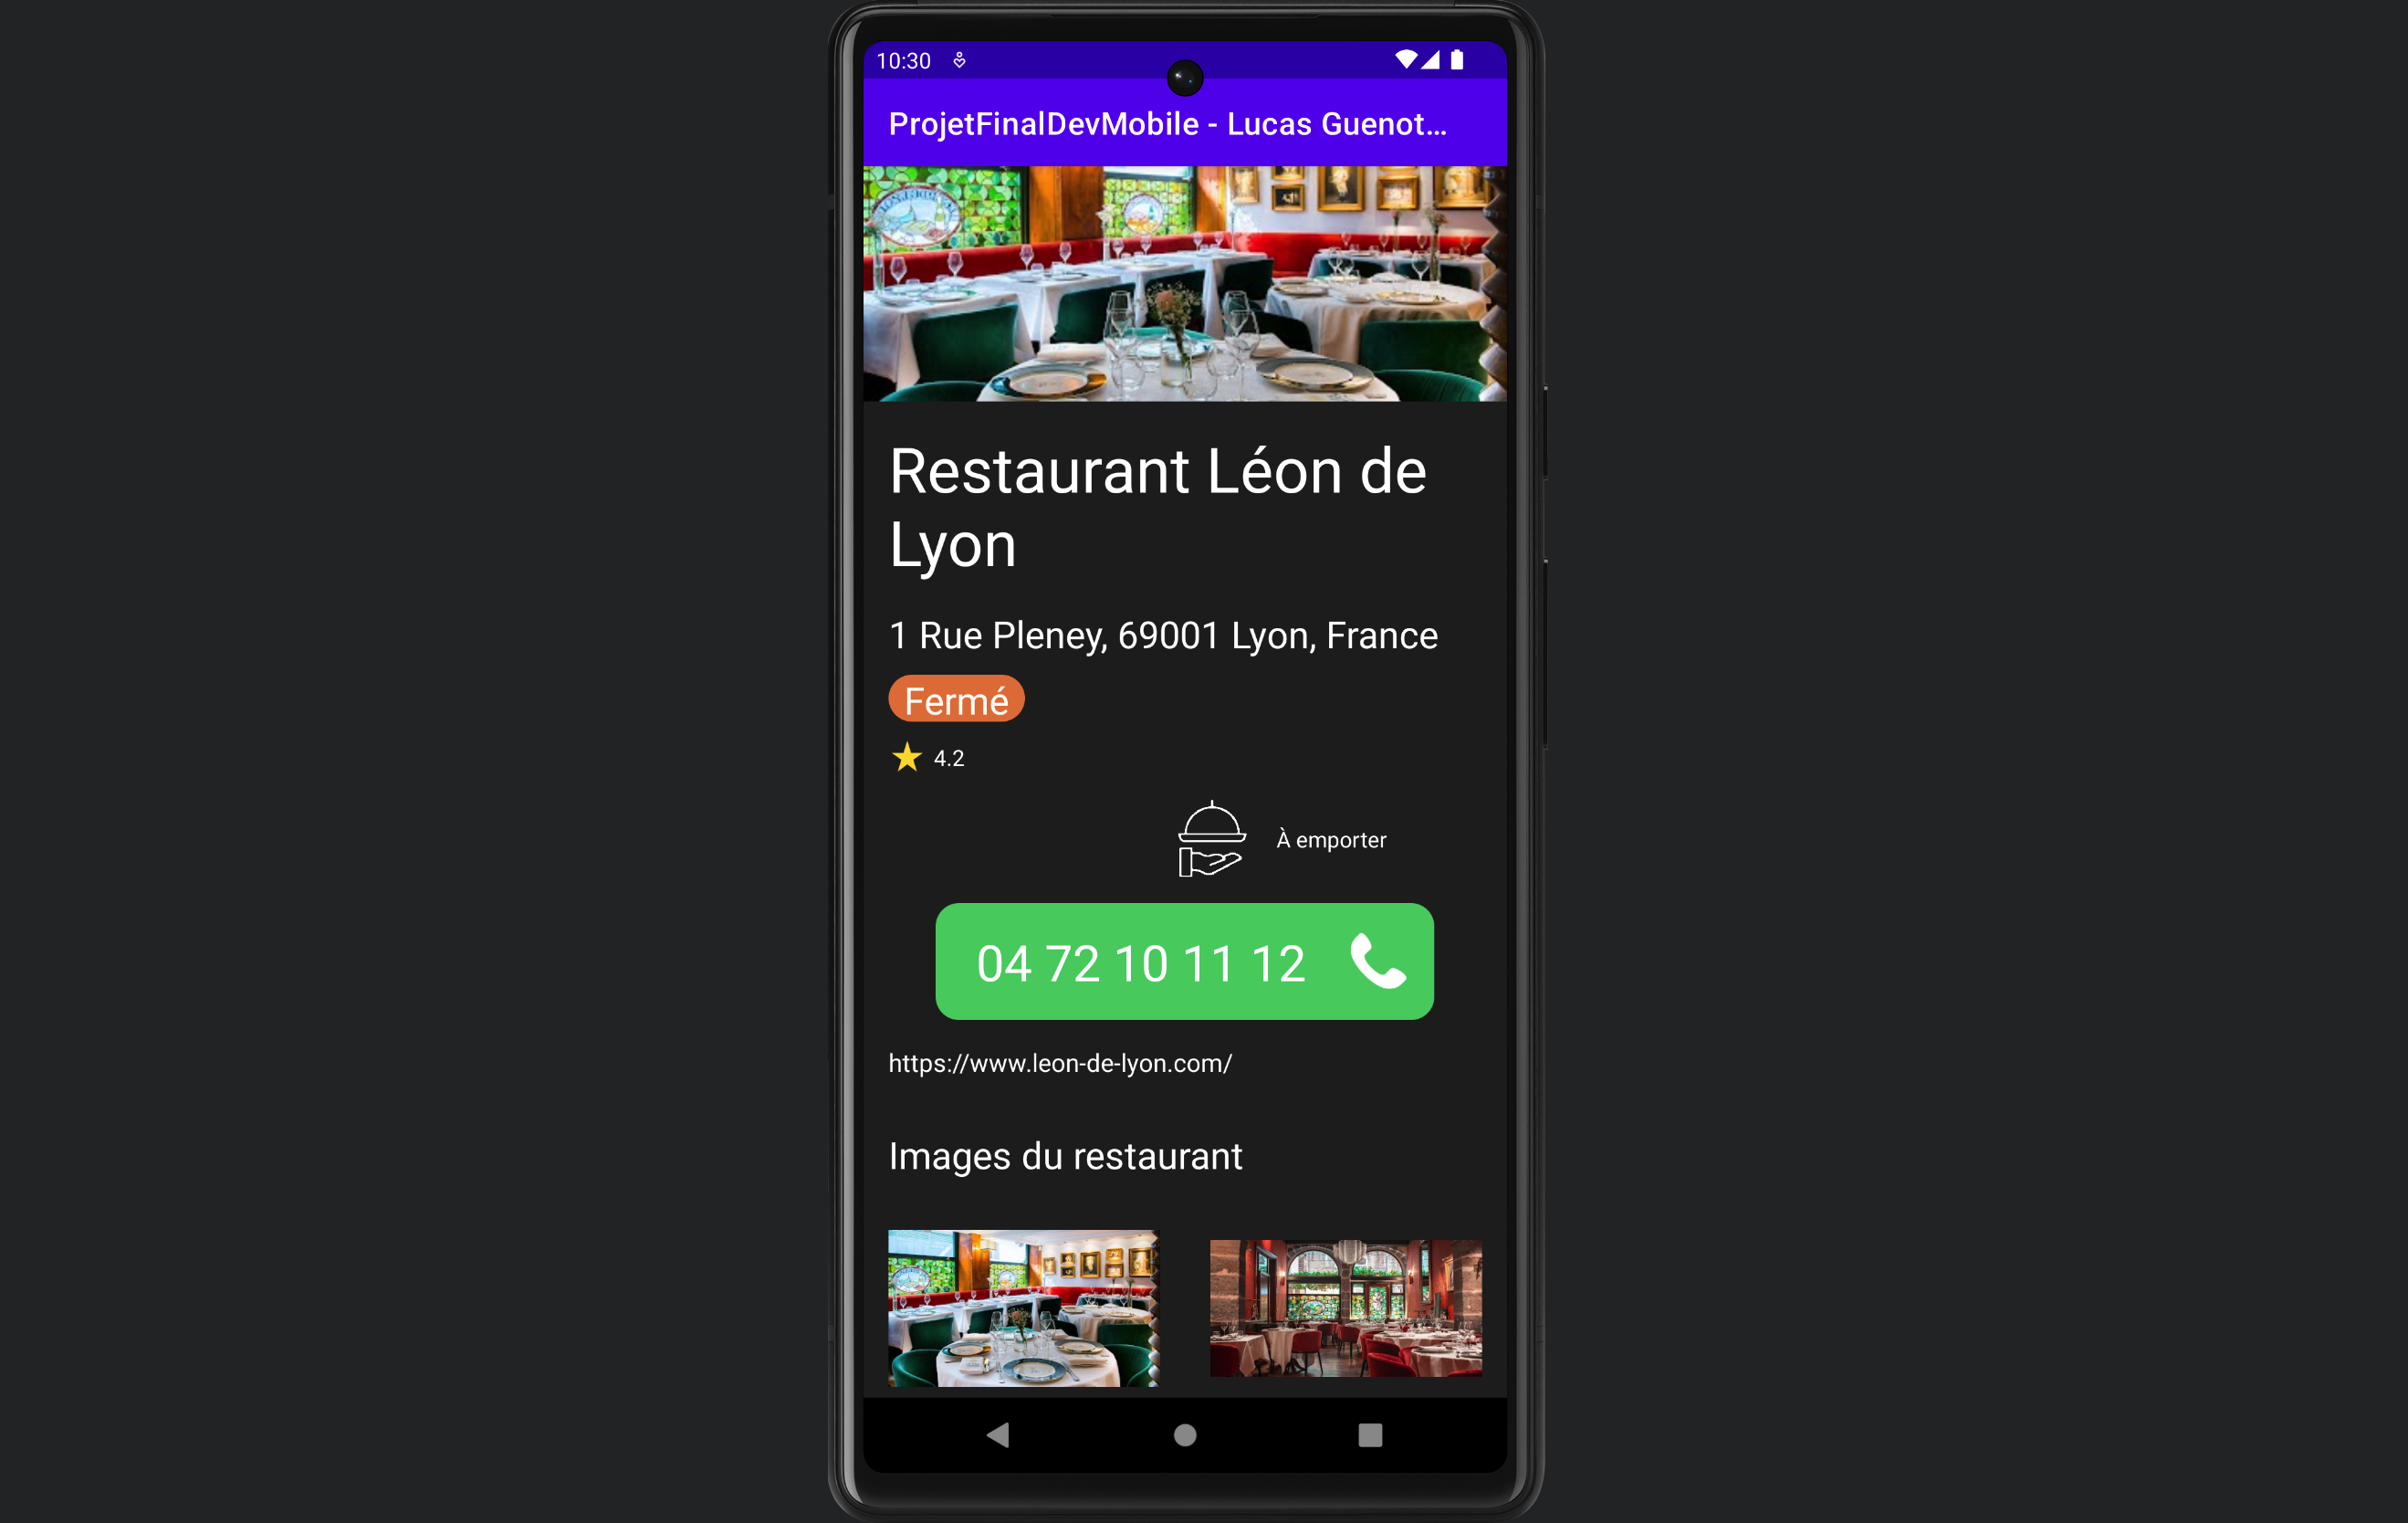 10:30
ProjetFinalDevMobile - Lucas Guenot...
Restaurant Léon de
Lyon
1 Rue Pleney, 69001 Lyon, France
Fermé
4.2
À emporter
04 72 10 11 12
https://www.leon-de-lyon.com/
Images du restaurant